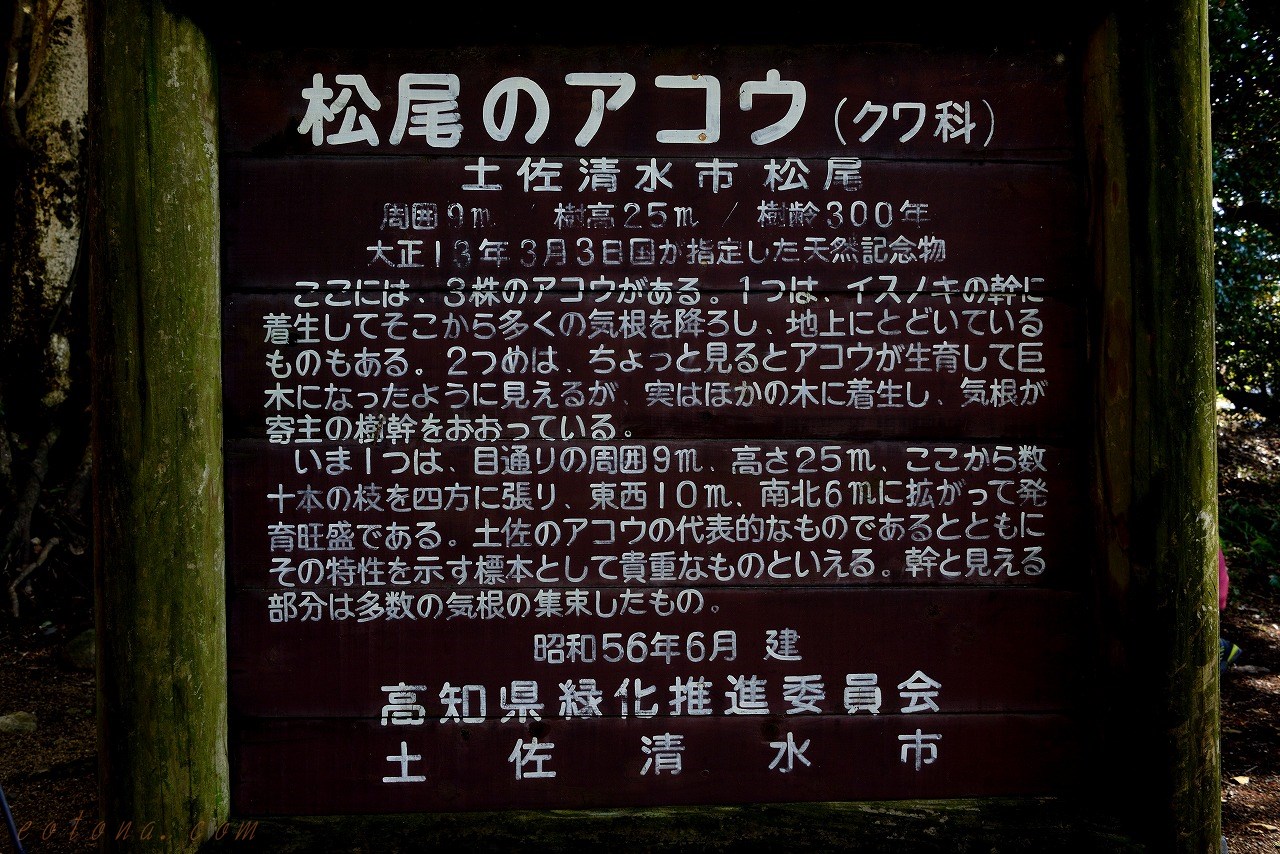 松尾のアコウ（クワ科）
土佐清水市松尾
周囲9m / 樹高25m / 樹齢300年
大正13年3月3日国が指定した天然記念物
ここには、3株のアコウがある。1つは、イスノキの幹に
着生してそこから多くの気根を降ろし、地上にとどいている
ものもある。2つめは、ちょっと見るとアコウが生育して巨
木になったように見えるが、実はほかの木に着生し、気根が
寄主の樹幹をおおっている。
いま1つは、目通りの周囲9m、高さ25m、ここから数
十本の枝を四方に張り、東西10m、南北6mに拡がって発
育旺盛である。土佐のアコウの代表的なものであるとともに
その特性を示す標本として貴重なものといえる。幹と見える
部分は多数の気根の集束したもの。
昭和56年6月 建
高知県緑化推進委員会
土佐清水市
eotona.com